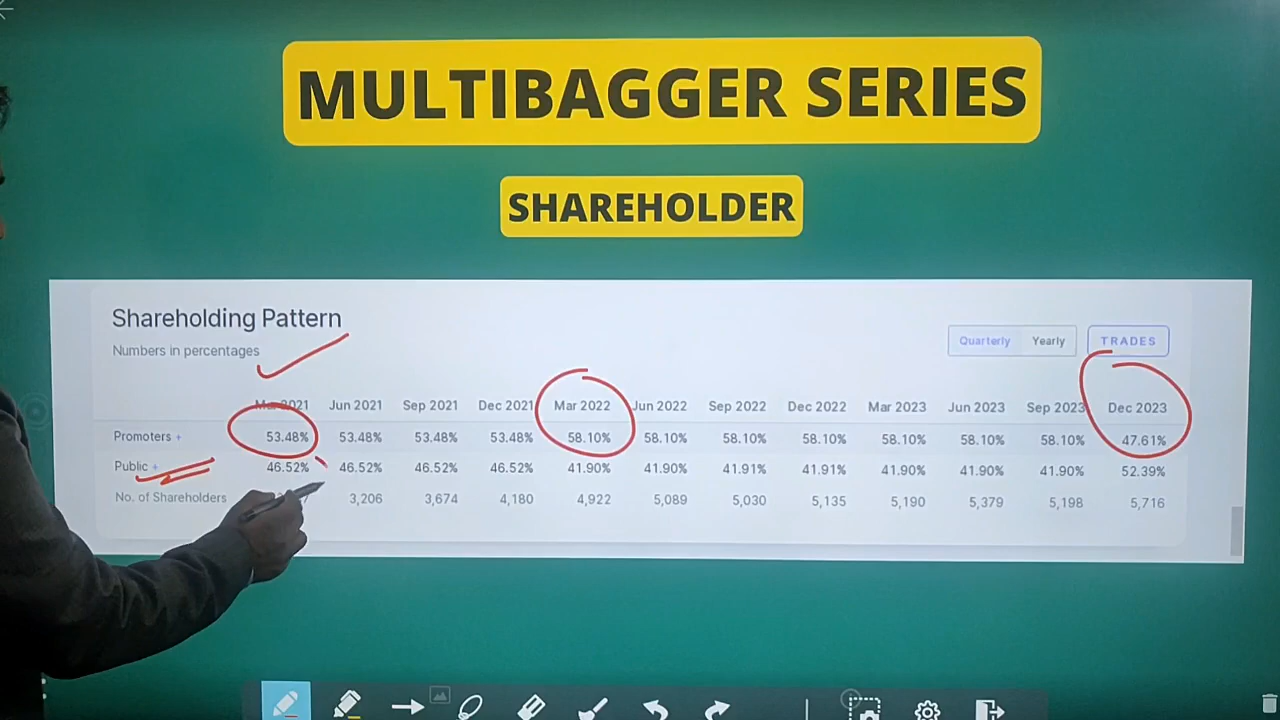 MULTIBAGGER SERIES
SHAREHOLDER
Shareholding Pattern
Numbers in percentages
Quarterly Yearly TRADES
Mar 2021 Jun 2021 Sep 2021 Dec 2021 Mar 2022 Jun 2022 Sep 2022 Dec 2022 Mar 2023 Jun 2023 Sep 2023 Dec 2023
Promoters + 53.48% 53.48% 53.48% 53.48% 58.10% 58.10% 58.10% 58.10% 58.10% 58.10% 58.10% 47.61%
Public + 46.52% 46.52% 46.52% 46.52% 41.90% 41.90% 41.91% 41.91% 41.90% 41.90% 41.90% 52.39%
No. of Shareholders 3,206 3,674 4,180 4,922 5,089 5,030 5,135 5,190 5,379 5,198 5,716